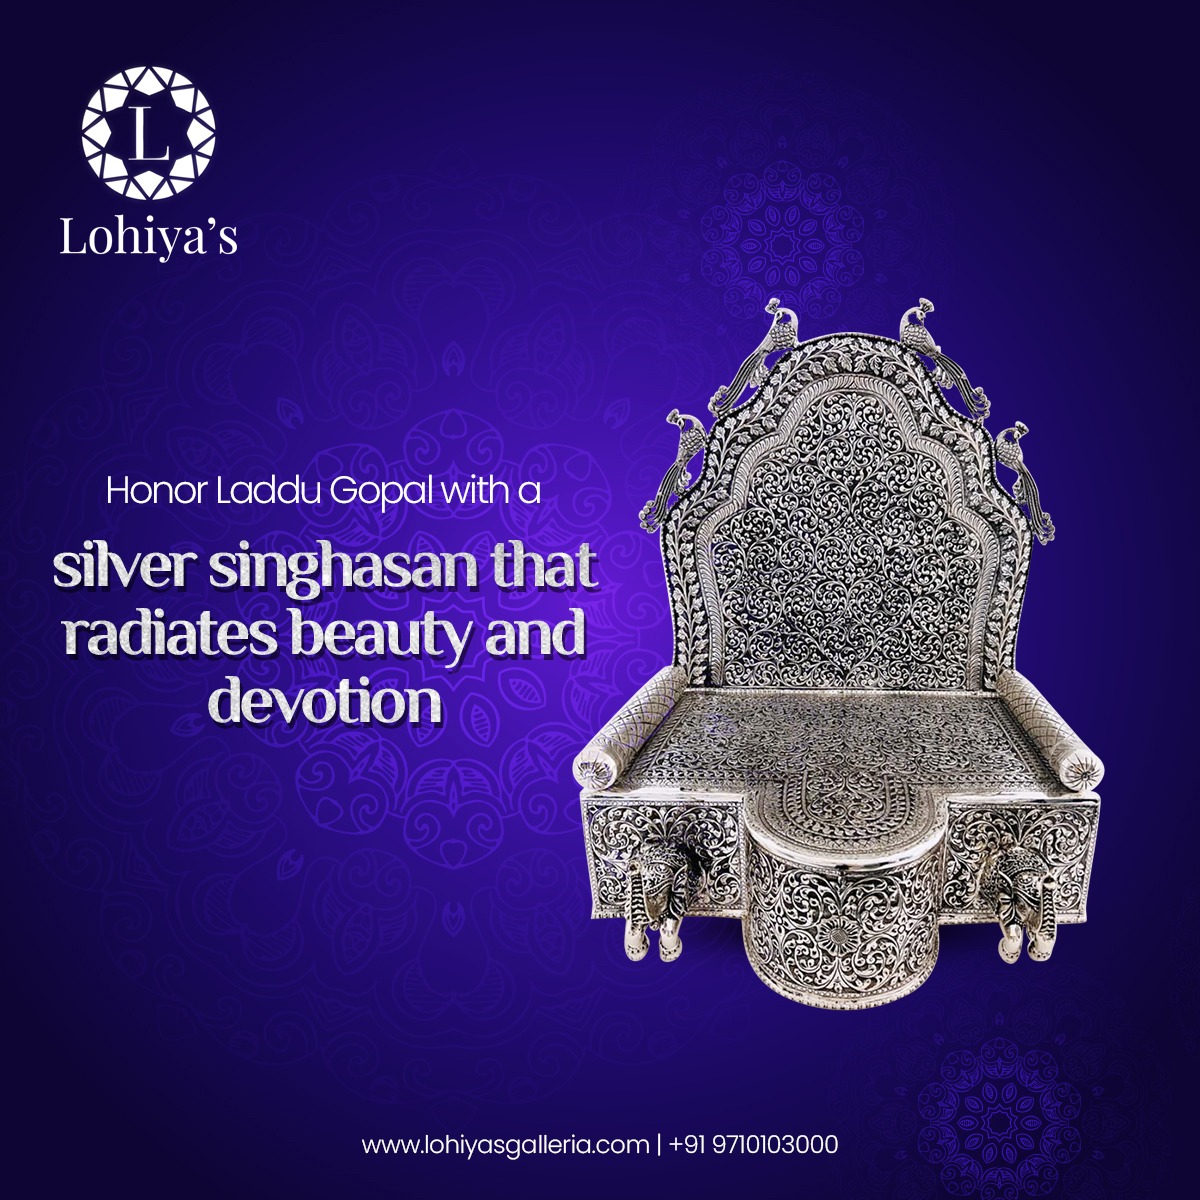 L
Lohiya's
Honor Laddu Gopal with a
silver singhasan that
radiates beauty and
devotion
www.lohiyasgalleria.com | +91 9710103000